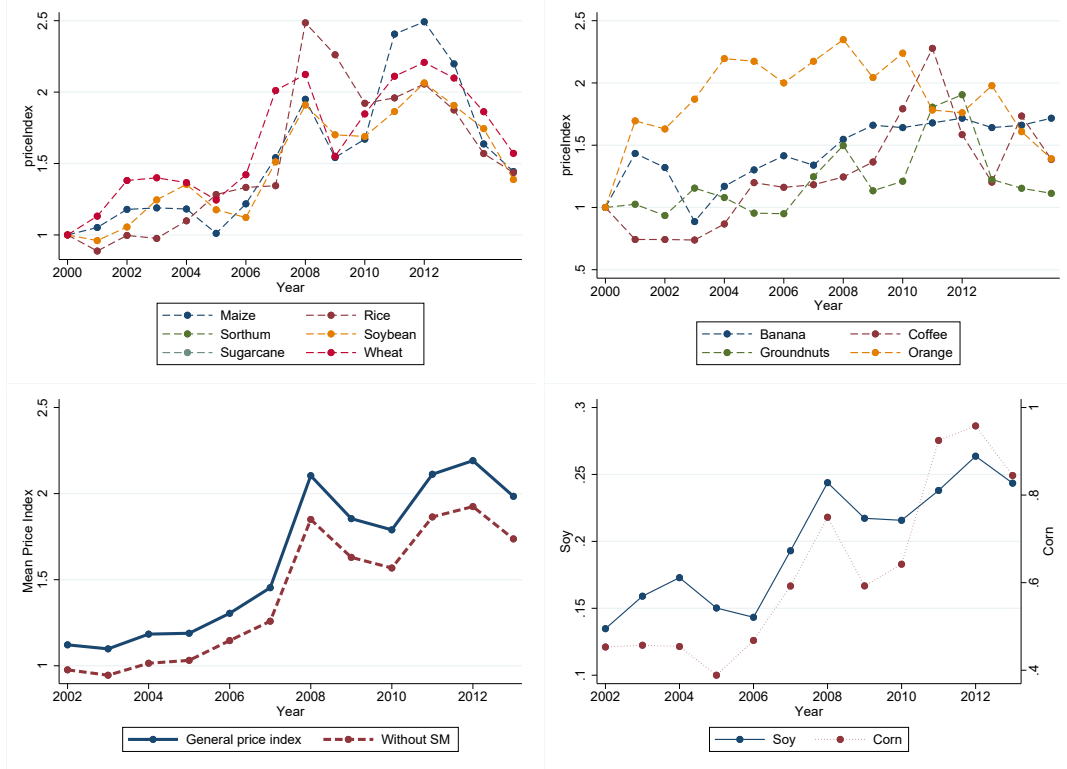 2.5
2
1.5
1
priceIndex
2000 2002 2004 2006 2008 2010 2012
Year
Maize Rice
Sorthum Soybean
Sugarcane Wheat
2.5
2
1.5
1
.5
priceIndex
2000 2002 2004 2006 2008 2010 2012
Year
Banana Coffee
Groundnuts Orange
2.5
2
1.5
1
Mean Price Index
2002 2004 2006 2008 2010 2012
Year
General price index Without SM
.3
.25
.2
.15
.1
Soy
1
.8
.6
.4
Corn
2002 2004 2006 2008 2010 2012
Year
Soy Corn